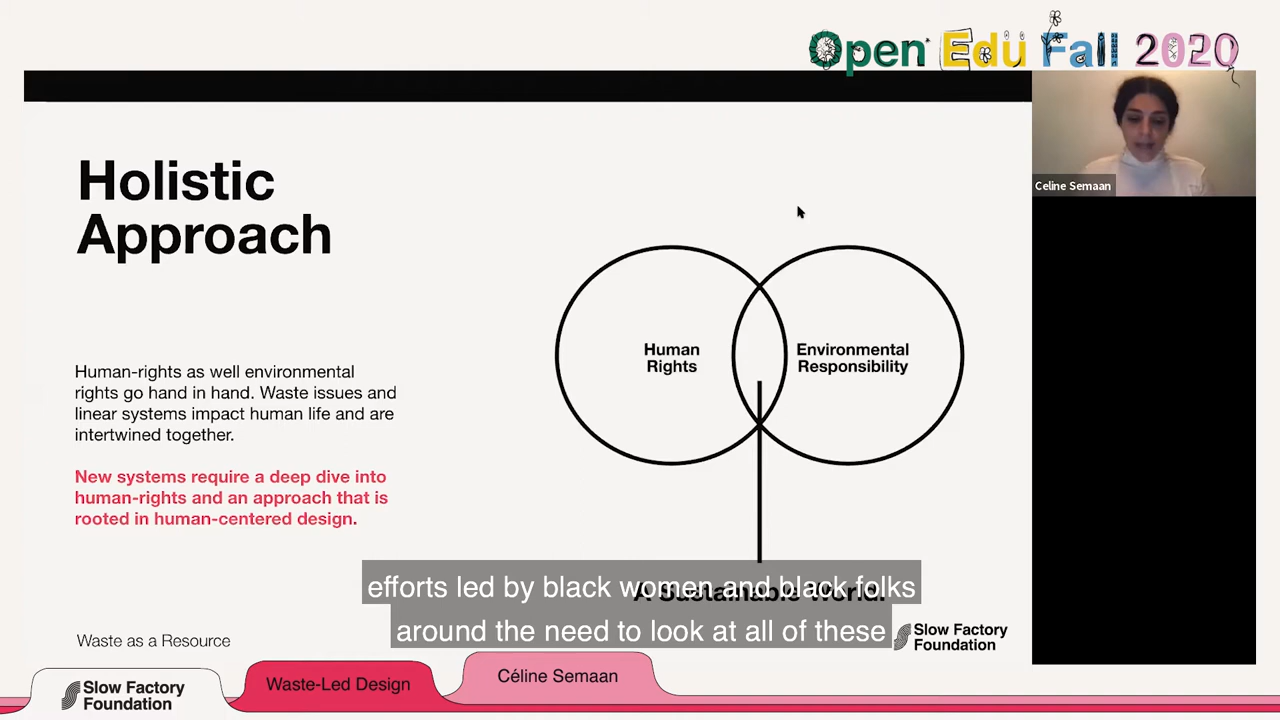 Open Edu Fall 2020
Celine Semaan
Holistic
Approach
Human
Rights
Environmental
Responsibility
Human-rights as well environmental
rights go hand in hand. Waste issues and
linear systems impact human life and are
intertwined together.
New systems require a deep dive into
human-rights and an approach that is
rooted in human-centered design.
A Sustainable World.
efforts led by black women and black folks
around the need to look at all of these
Waste as a Resource
Slow Factory
Foundation
Slow Factory
Foundation
Waste-Led Design
Céline Semaan